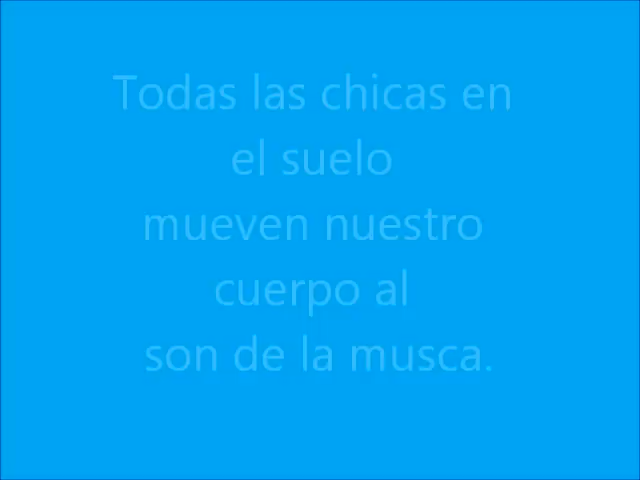 Todas las chicas en
el suelo
mueven nuestro
cuerpo al
son de la musca.